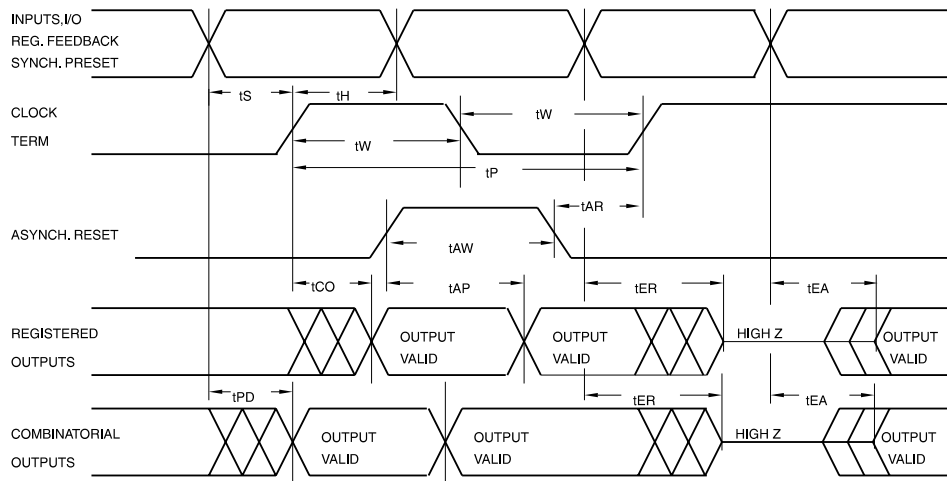 INPUTS,I/O
REG. FEEDBACK
SYNCH. PRESET
tS
tH
CLOCK
TERM
tW
tW
tP
tAR
ASYNCH. RESET
tAW
tCO
tAP
tER
tEA
REGISTERED
OUTPUTS
OUTPUT
VALID
OUTPUT
VALID
HIGH Z
OUTPUT
VALID
tPD
tER
tEA
COMBINATORIAL
OUTPUTS
OUTPUT
VALID
OUTPUT
VALID
HIGH Z
OUTPUT
VALID